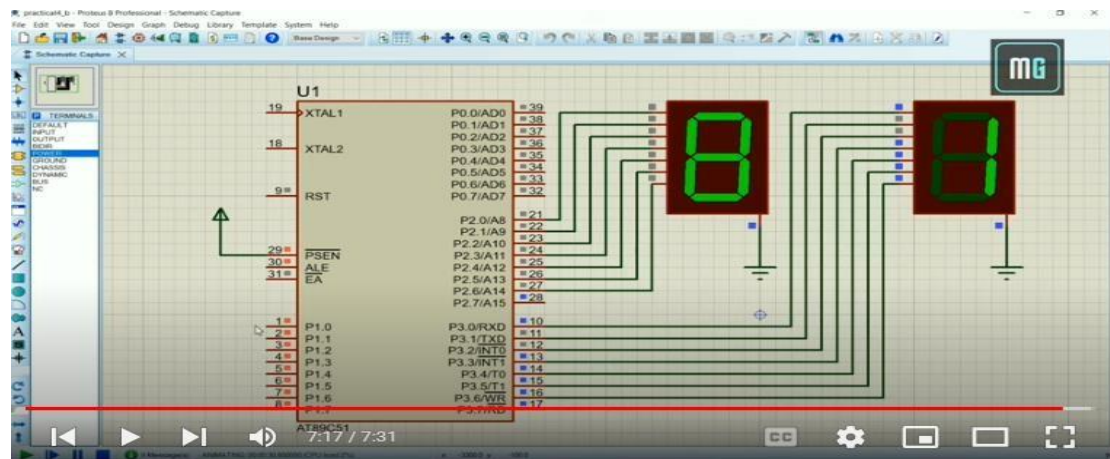 practical4_b - Proteus 8 Professional - Schematic Capture
File Edit View Tool Design Graph Debug Library Template System Help
Base Design
Schematic Capture
MG
TERMINALS
DEFAULT
INPUT
OUTPUT
BIDIR
POWER
GROUND
CHASSIS
DYNAMIC
BUS
NC
U1
19 XTAL1
18 XTAL2
9 RST
29 PSEN
30 ALE
31 EA
1 P1.0
2 P1.1
3 P1.2
4 P1.3
5 P1.4
6 P1.5
7 P1.6
8 P1.7
P0.0/AD0 39
P0.1/AD1 38
P0.2/AD2 37
P0.3/AD3 36
P0.4/AD4 35
P0.5/AD5 34
P0.6/AD6 33
P0.7/AD7 32
P2.0/A8 21
P2.1/A9 22
P2.2/A10 23
P2.3/A11 24
P2.4/A12 25
P2.5/A13 26
P2.6/A14 27
P2.7/A15 28
P3.0/RXD 10
P3.1/TXD 11
P3.2/INT0 12
P3.3/INT1 13
P3.4/T0 14
P3.5/T1 15
P3.6/WR 16
P3.7/RD 17
AT89C51
8
1
7:17 / 7:31
CC